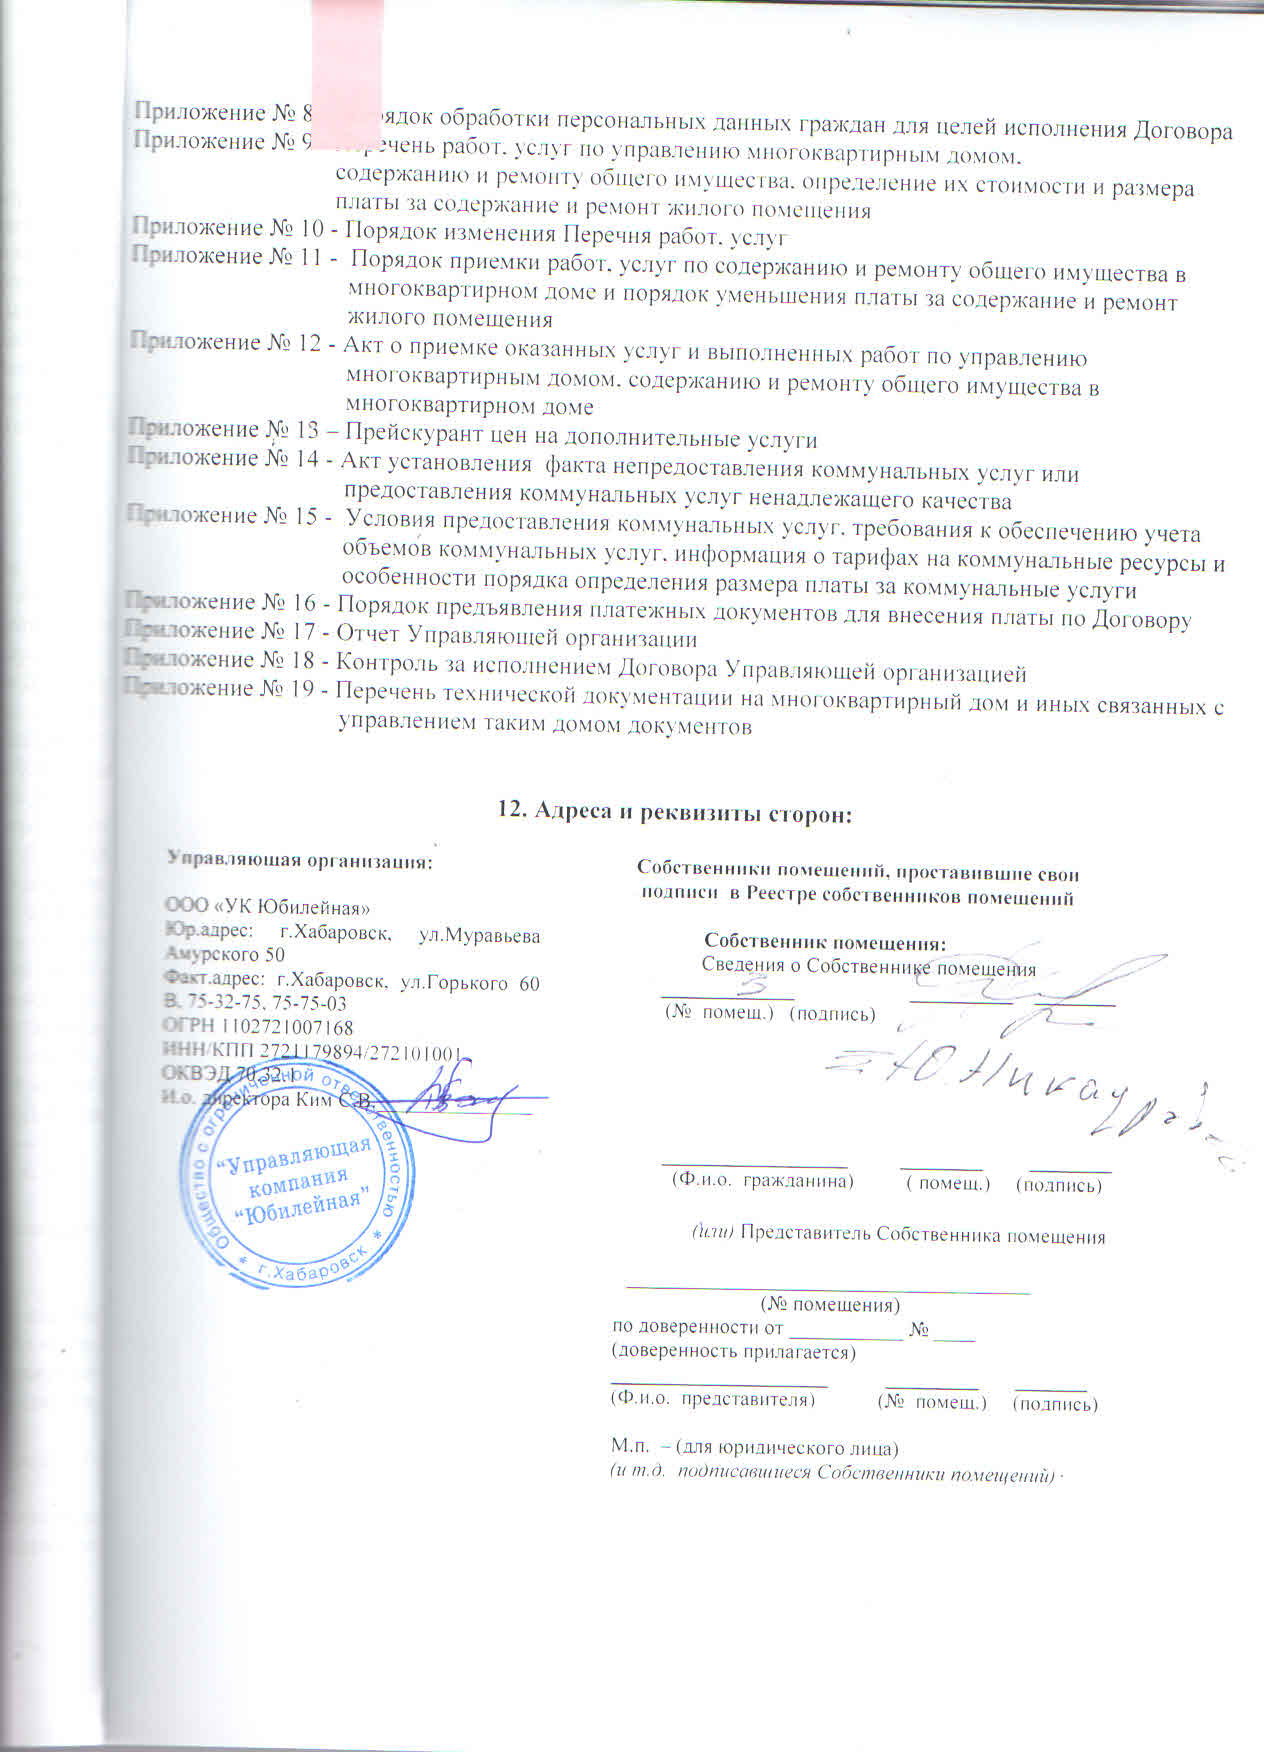 Приложение № 8 рядок обработки персональных данных граждан для целей исполнения Договора
Приложение № 9 речень работ, услуг по управлению многоквартирным домом,
содержанию и ремонту общего имущества, определение их стоимости и размера
платы за содержание и ремонт жилого помещения
Приложение № 10 - Порядок изменения Перечня работ, услуг
Приложение № 11 - Порядок приемки работ, услуг по содержанию и ремонту общего имущества в
многоквартирном доме и порядок уменьшения платы за содержание и ремонт
жилого помещения
Приложение № 12 - Акт о приемке оказанных услуг и выполненных работ по управлению
многоквартирным домом, содержанию и ремонту общего имущества в
многоквартирном доме
Приложение № 13 – Прейскурант цен на дополнительные услуги
Приложение № 14 - Акт установления факта непредоставления коммунальных услуг или
предоставления коммунальных услуг ненадлежащего качества
Приложение № 15 - Условия предоставления коммунальных услуг, требования к обеспечению учета
объемов коммунальных услуг, информация о тарифах на коммунальные ресурсы и
особенности порядка определения размера платы за коммунальные услуги
Приложение № 16 - Порядок предъявления платежных документов для внесения платы по Договору
Приложение № 17 - Отчет Управляющей организации
Приложение № 18 - Контроль за исполнением Договора Управляющей организацией
Приложение № 19 - Перечень технической документации на многоквартирный дом и иных связанных с
управлением таким домом документов
12. Адреса и реквизиты сторон:
Управляющая организация:
ООО «УК Юбилейная»
Юр.адрес: г.Хабаровск, ул.Муравьева
Амурского 50
Факт.адрес: г.Хабаровск, ул.Горького 60
В, 75-32-75, 75-75-03
ОГРН 1102721007168
ИНН/КПП 2721179894/272101001
ОКВЭД 70.32.1
И.о. директора Ким С.В.
Общество с ограниченной ответственностью
"Управляющая
компания
"Юбилейная"
* г.Хабаровск *
Собственники помещений, проставившие свои
подписи в Реестре собственников помещений
Собственник помещения:
Сведения о Собственнике помещения
3
(№ помещ.) (подпись)
(Ф.и.о. гражданина) ( помещ.) (подпись)
(или) Представитель Собственника помещения
(№ помещения)
по доверенности от ____________ № ____
(доверенность прилагается)
(Ф.и.о. представителя) (№ помещ.) (подпись)
М.п. – (для юридического лица)
(и т.д. подписавшиеся Собственники помещений)